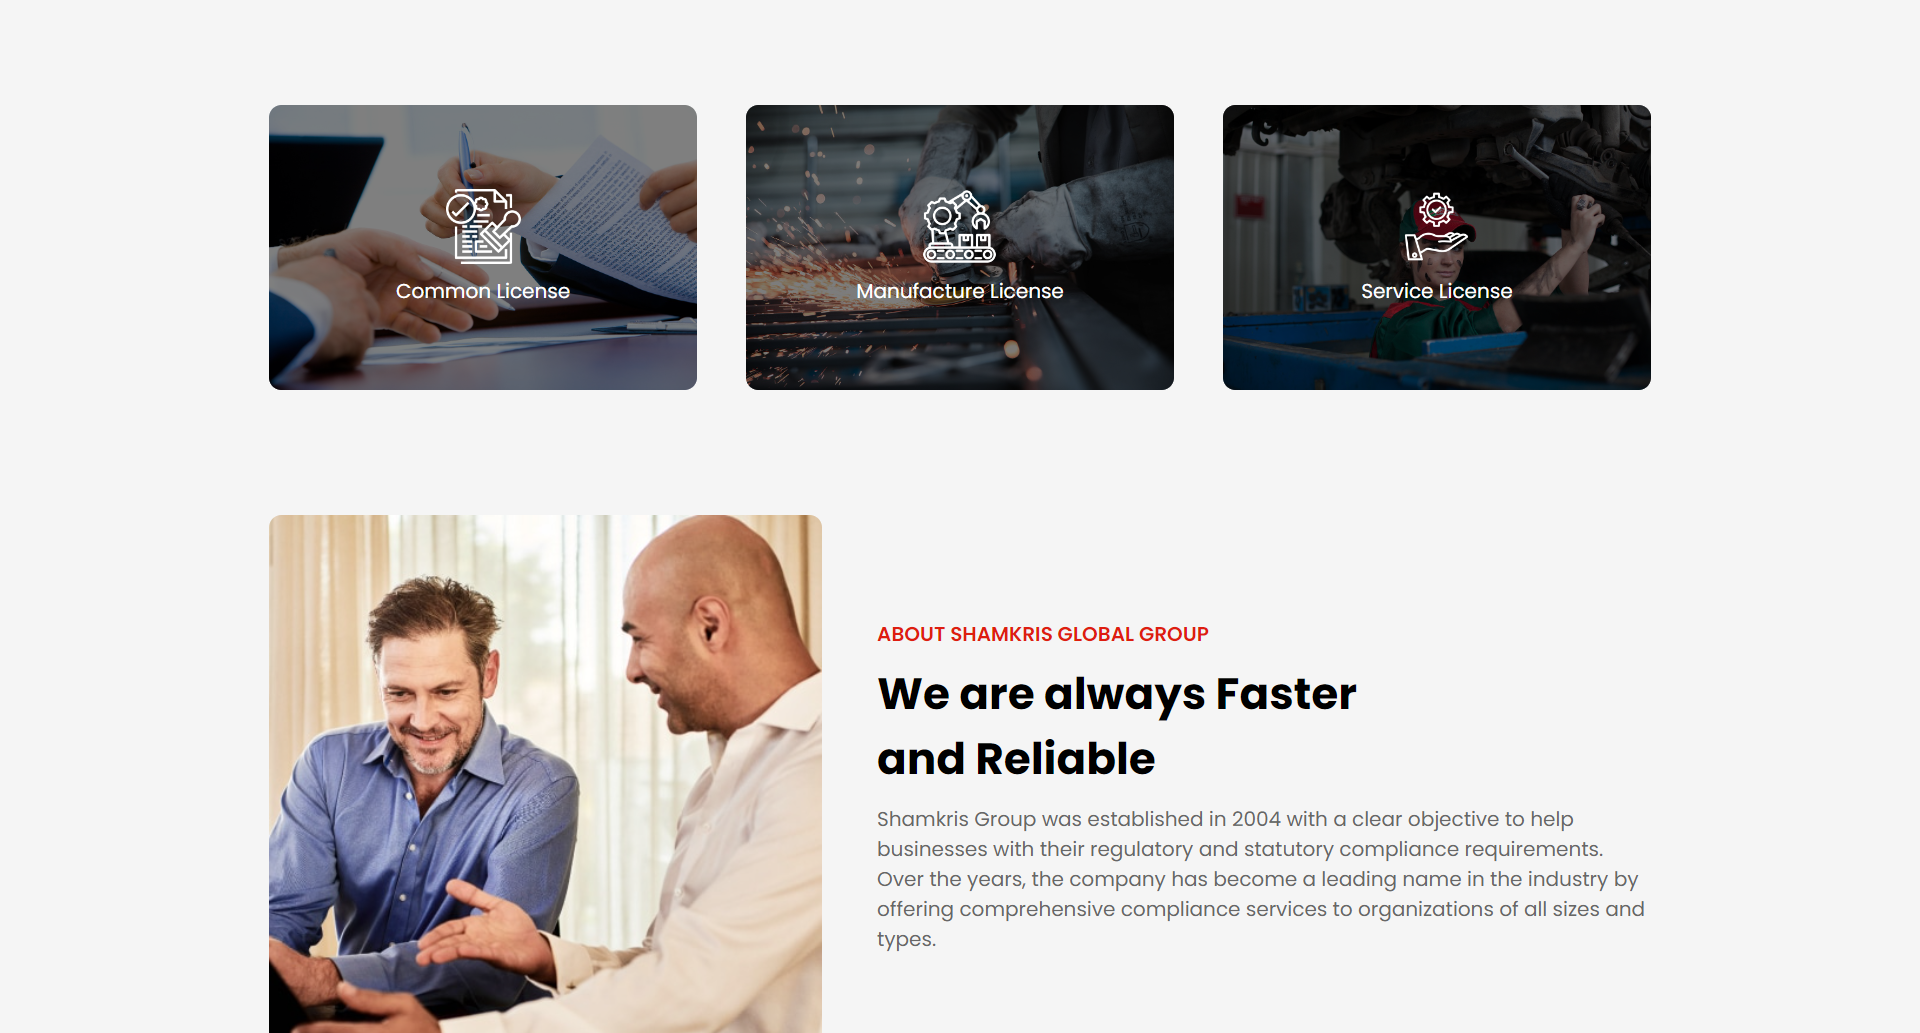 Common License
Manufacture License
Service License
ABOUT SHAMKRIS GLOBAL GROUP
We are always Faster
and Reliable
Shamkris Group was established in 2004 with a clear objective to help
businesses with their regulatory and statutory compliance requirements.
Over the years, the company has become a leading name in the industry by
offering comprehensive compliance services to organizations of all sizes and
types.